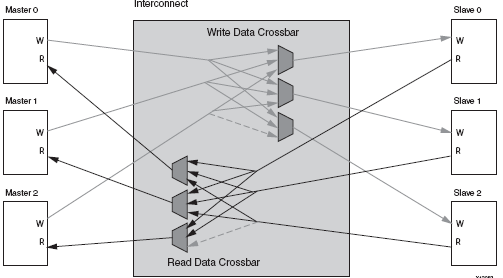 Interconnect
Master 0
Slave 0
W
R
Write Data Crossbar
W
R
Master 1
Slave 1
W
R
W
R
Master 2
Slave 2
W
R
W
R
Read Data Crossbar